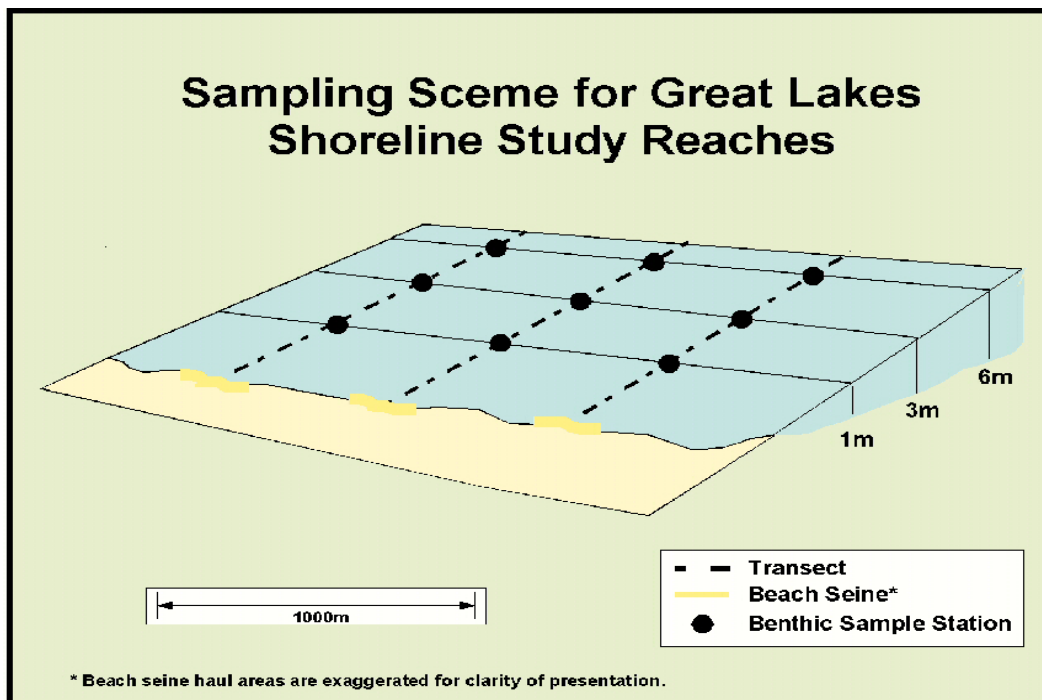 Sampling Sceme for Great Lakes
Shoreline Study Reaches
6m
3m
1m
Transect
Beach Seine*
Benthic Sample Station
1000m
* Beach seine haul areas are exaggerated for clarity of presentation.